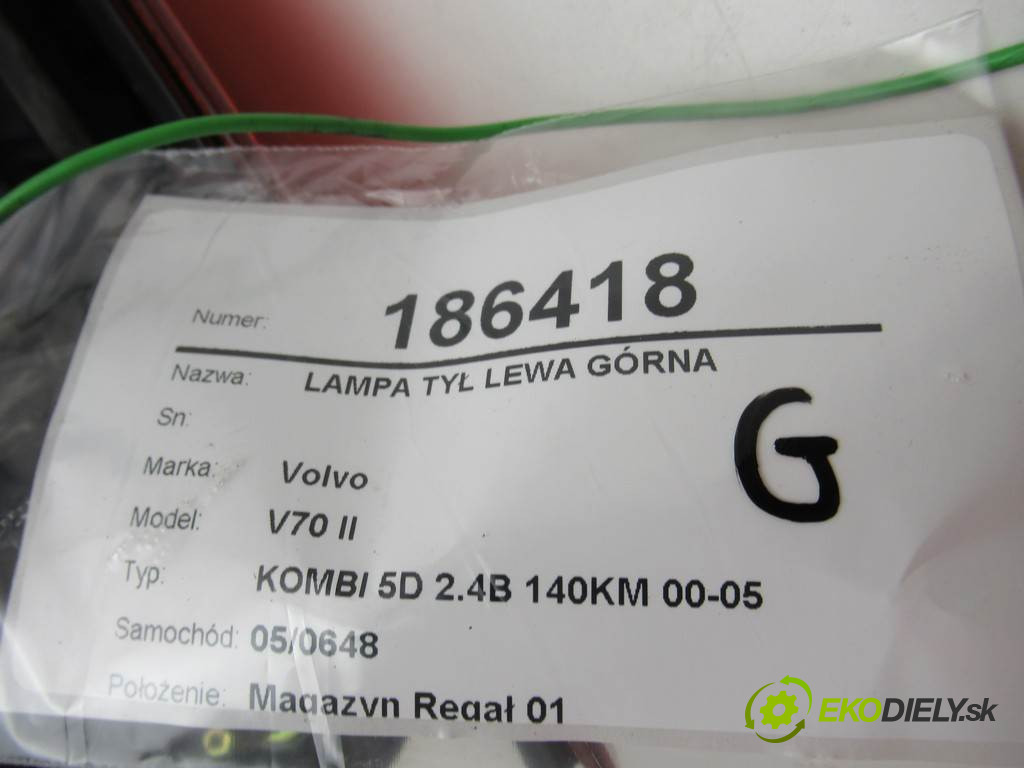 Numer: 186418
Nazwa: LAMPA TYŁ LEWA GÓRNA
Sn:
G
Marka: Volvo
Model: V70 II
Typ: KOMBI 5D 2.4B 140KM 00-05
Samochód: 05/0648
Położenie: Magazyn Regał 01
EKODIELY.sk